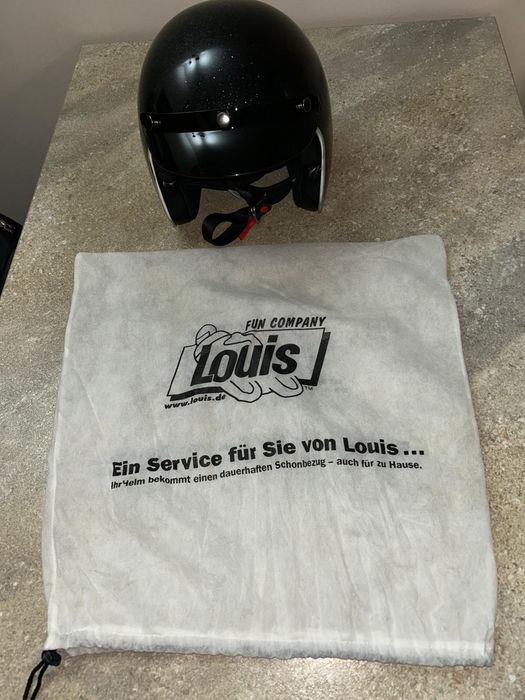 FUN COMPANY
Louis
TM
www.louis.de
Ein Service für Sie von Louis...
Ihr Helm bekommt einen dauerhaften Schonbezug – auch für zu Hause.